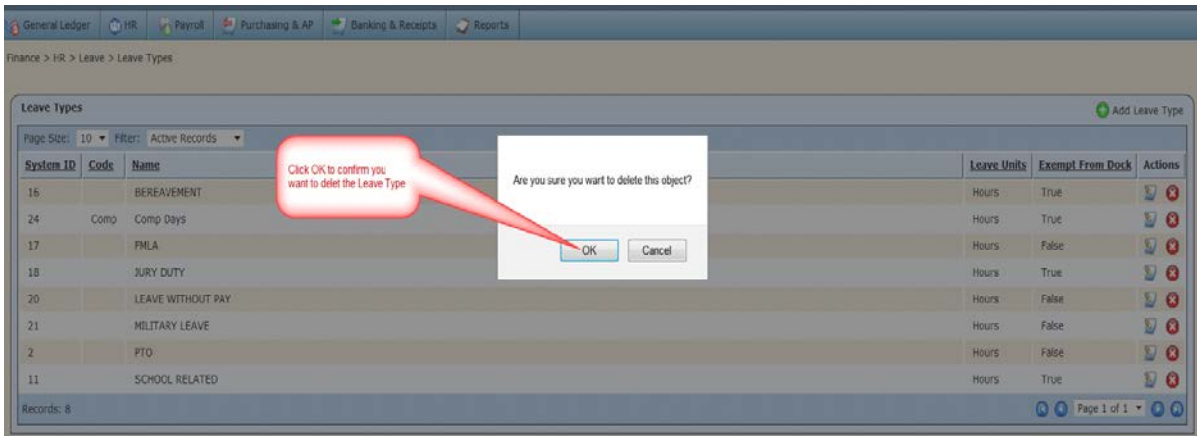 General Ledger HR Payroll Purchasing & AP Banking & Receipts Reports
Finance > HR > Leave > Leave Types
Leave Types Add Leave Type
Page Size: 10 Filter: Active Records
System ID Code Name Leave Units Exempt From Dock Actions
Click OK to confirm you
want to delet the Leave Type
Are you sure you wart to delete this object?
OK Cancel
16 BEREAVEMENT Hours True
24 Comp Comp Days Hours True
17 FMLA Hours False
18 JURY DUTY Hours True
20 LEAVE WITHOUT PAY Hours False
21 MILITARY LEAVE Hours False
2 PTO Hours False
11 SCHOOL RELATED Hours True
Records: 8 Page 1 of 1